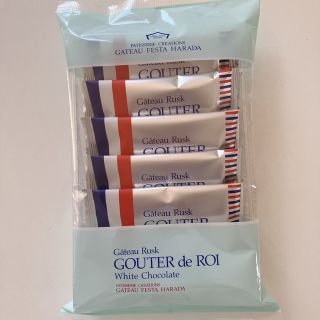 PATISSERIE CREATIONS
GATEAU FESTA HARADA
Gâteau Rusk
GOUTER
Gâteau Rusk
GOUTER
Gâteau Rusk
GOUTER
Gâteau Rusk
GOUTER
Gâteau Rusk
GOUTER de ROI
White Chocolate
PATISSERIE CREATIONS
GATEAU FESTA HARADA